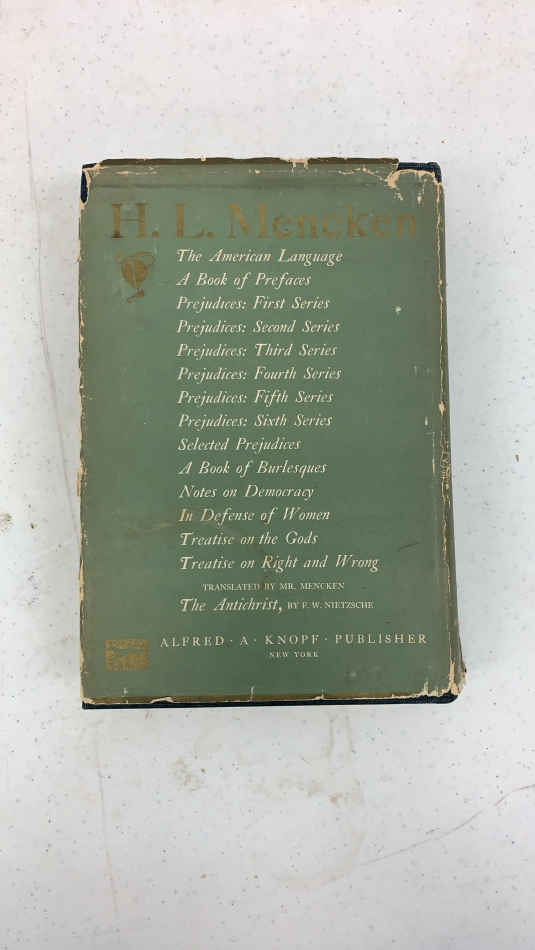 H. L. Mencken
The American Language
A Book of Prefaces
Prejudices: First Series
Prejudices: Second Series
Prejudices: Third Series
Prejudices: Fourth Series
Prejudices: Fifth Series
Prejudices: Sixth Series
Selected Prejudices
A Book of Burlesques
Notes on Democracy
In Defense of Women
Treatise on the Gods
Treatise on Right and Wrong
TRANSLATED BY MR. MENCKEN
The Antichrist, BY F. W. NIETZSCHE
ALFRED · A · KNOPF · PUBLISHER
NEW YORK